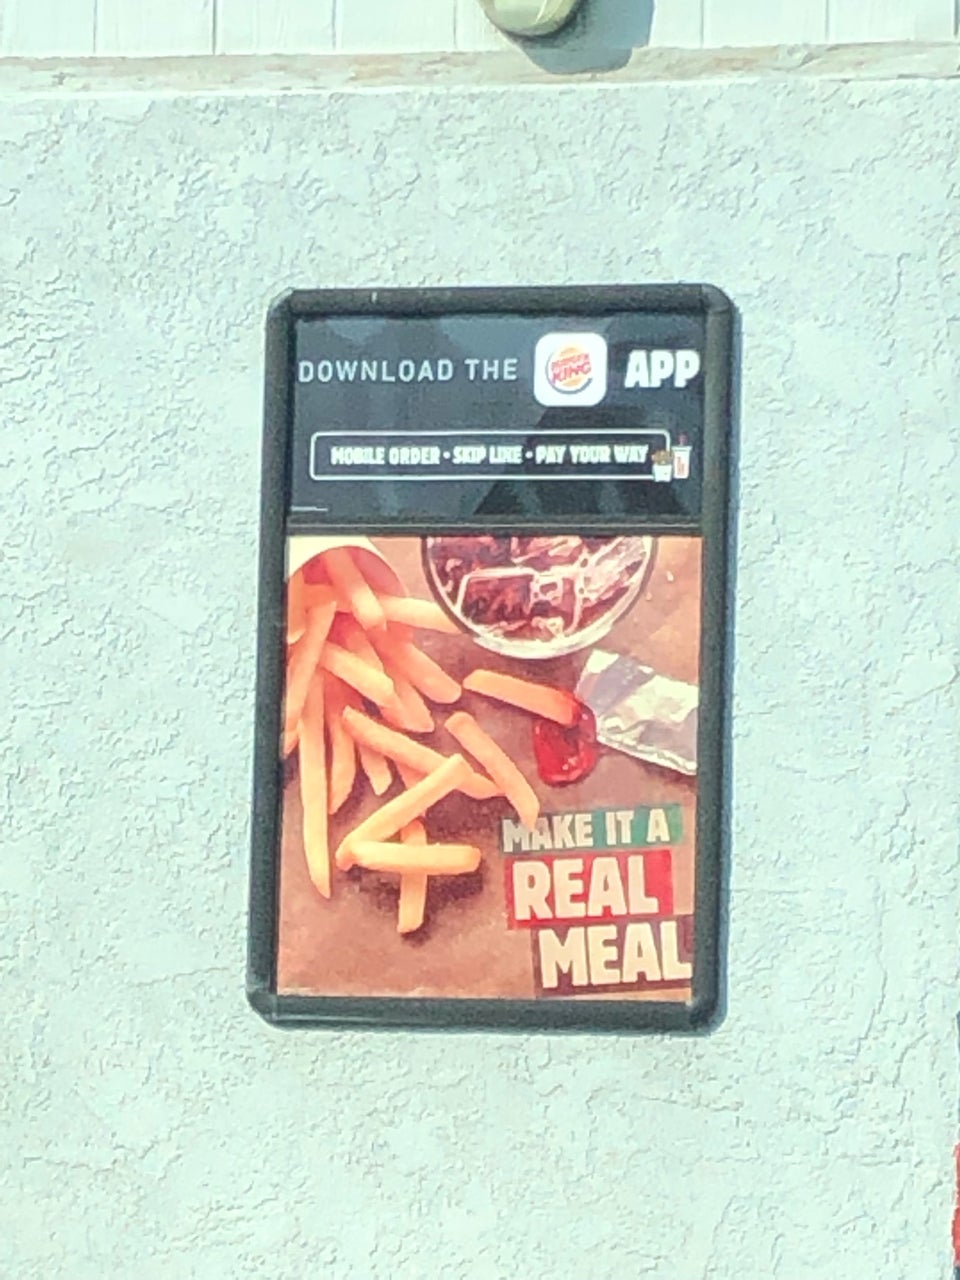 DOWNLOAD THE BURGER KING APP
MOBILE ORDER • SKIP LINE • PAY YOUR WAY
MAKE IT A
REAL
MEAL